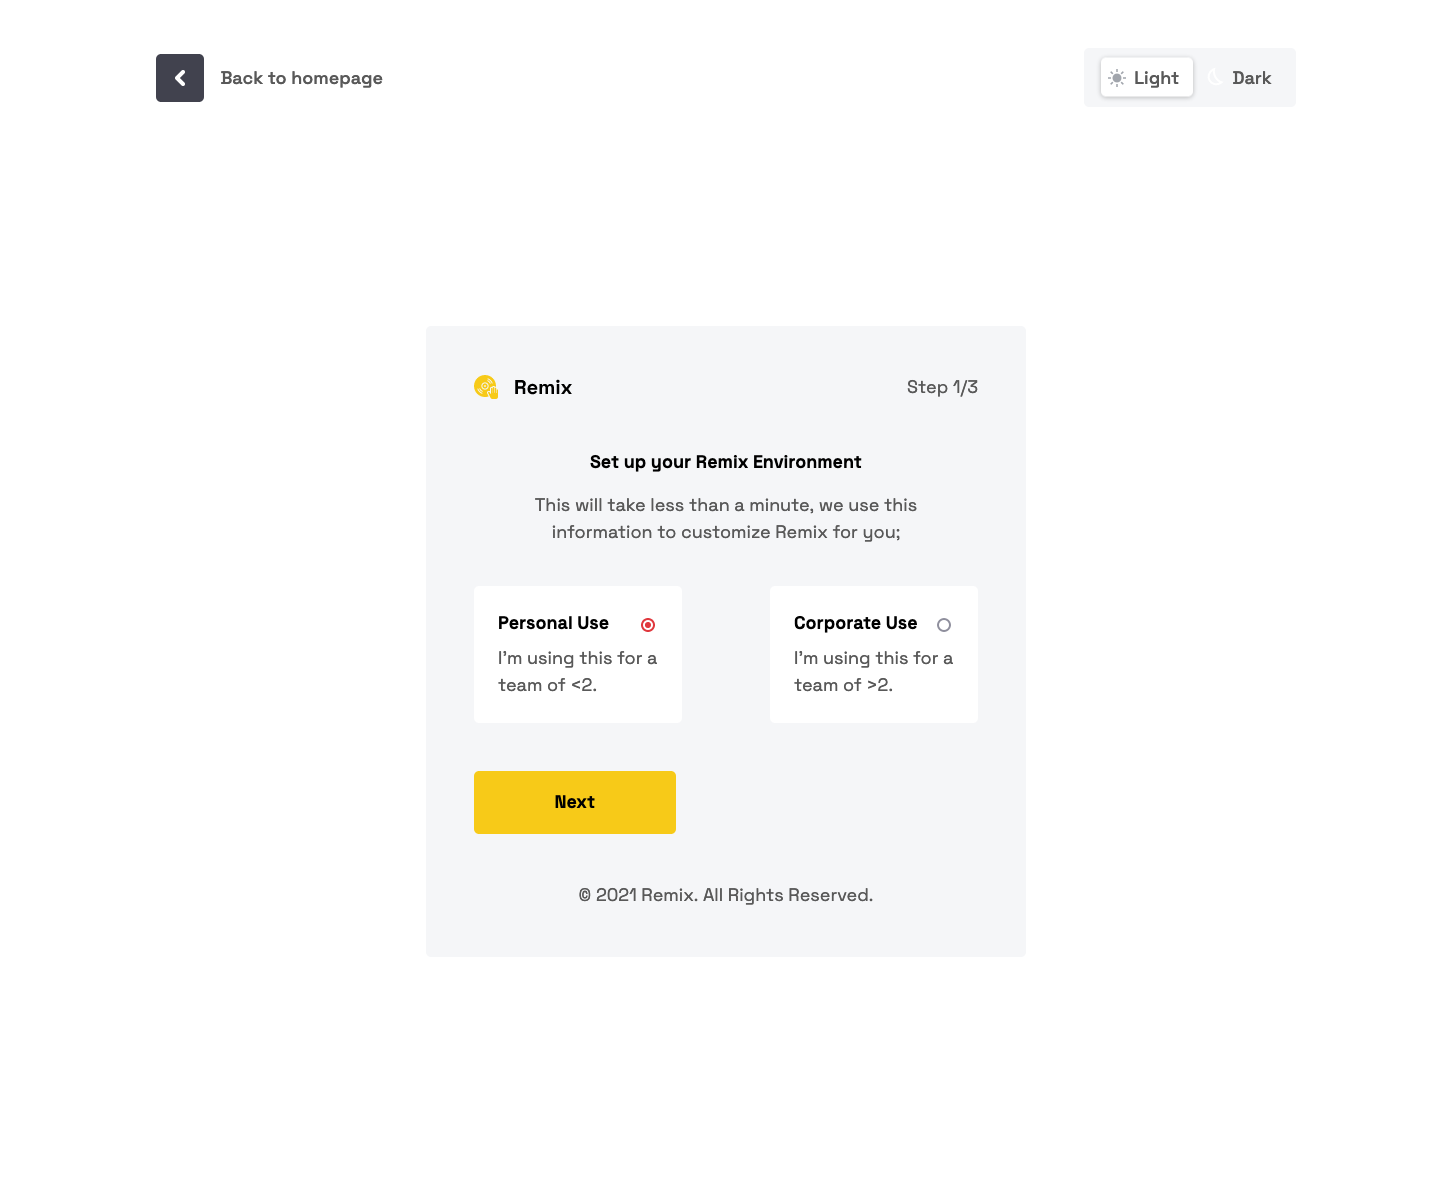 Back to homepage
Light
Dark
Remix
Step 1/3
Set up your Remix Environment
This will take less than a minute, we use this
information to customize Remix for you;
Personal Use
I'm using this for a
team of <2.
Corporate Use
I'm using this for a
team of >2.
Next
© 2021 Remix. All Rights Reserved.